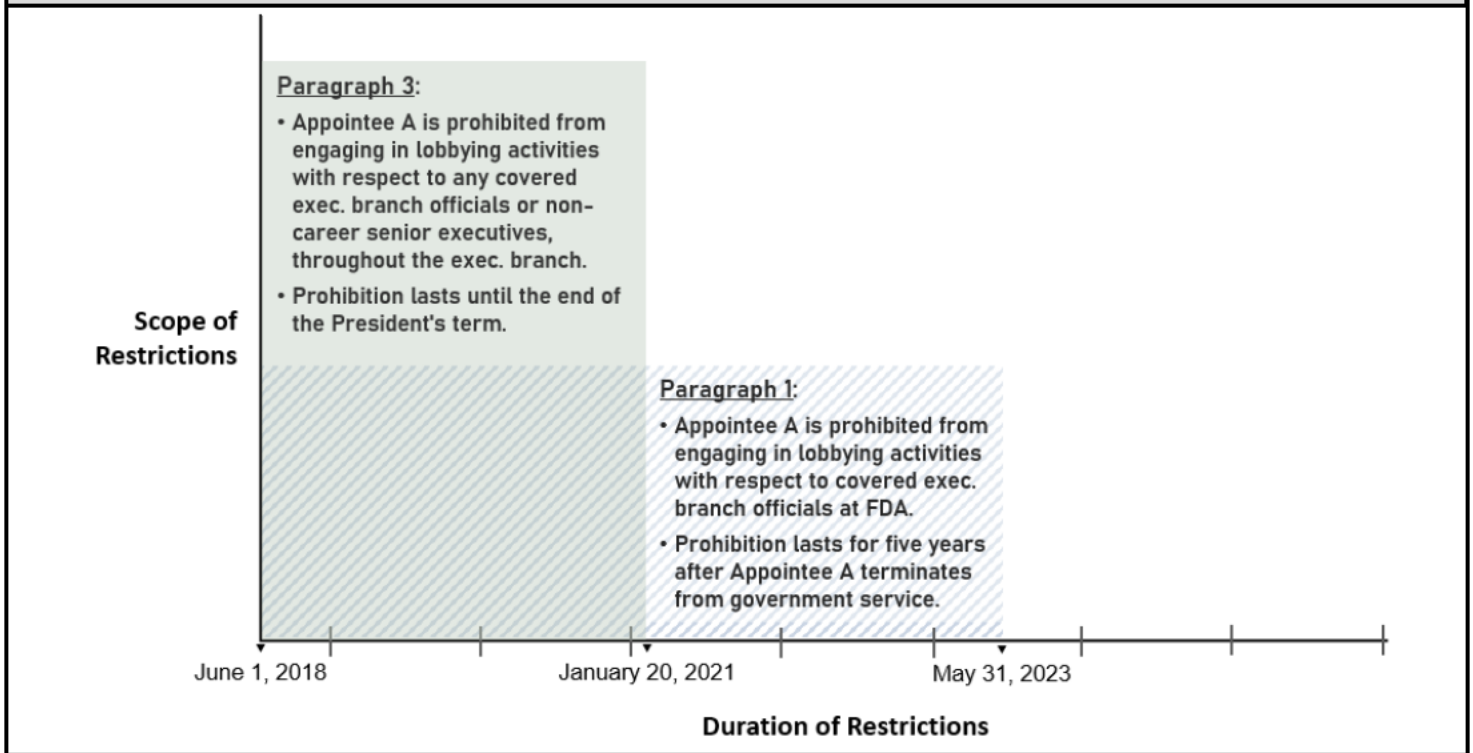 Paragraph 3:
• Appointee A is prohibited from
engaging in lobbying activities
with respect to any covered
exec. branch officials or non-
career senior executives,
throughout the exec. branch.
• Prohibition lasts until the end of
the President's term.
Scope of
Restrictions
Paragraph 1:
• Appointee A is prohibited from
engaging in lobbying activities
with respect to covered exec.
branch officials at FDA.
• Prohibition lasts for five years
after Appointee A terminates
from government service.
June 1, 2018
January 20, 2021
May 31, 2023
Duration of Restrictions